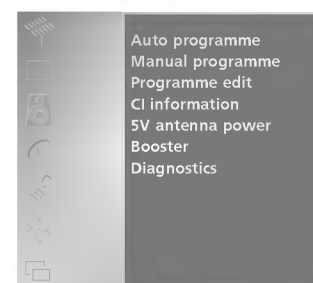 Auto programme
Manual programme
Programme edit
CI information
5V antenna power
Booster
Diagnostics